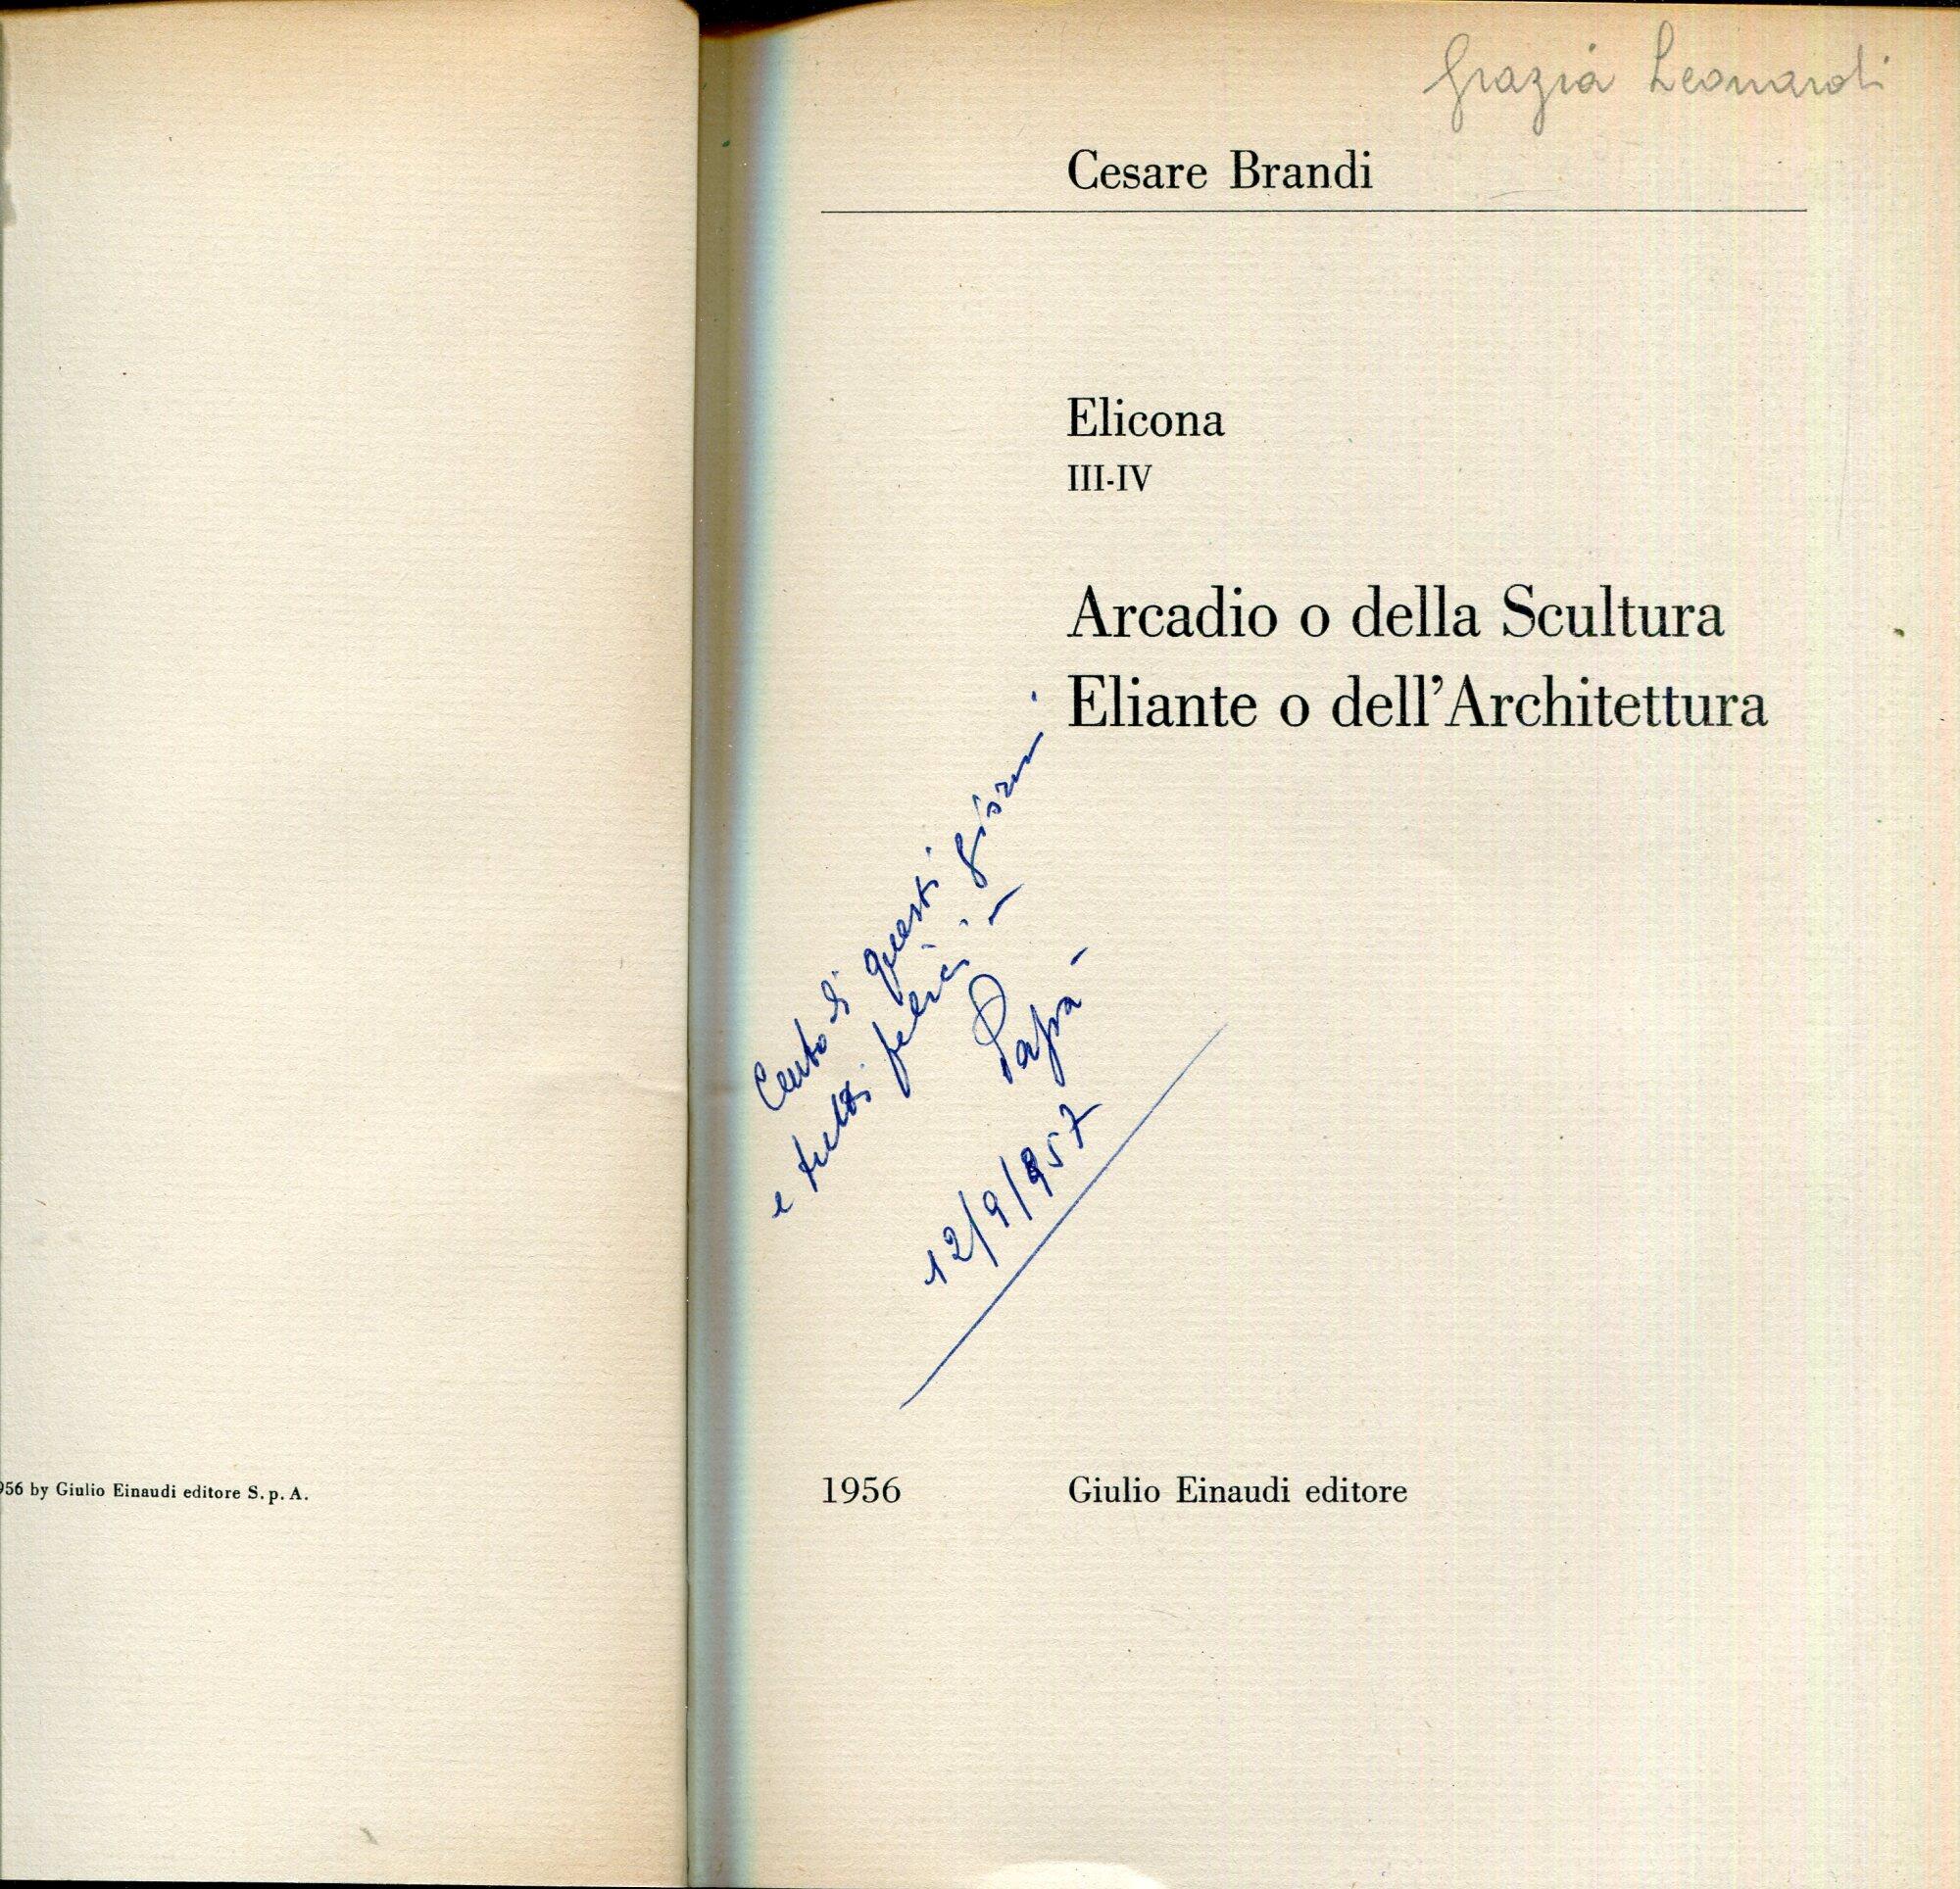 Grazia Leonardi
Cesare Brandi
Elicona
III-IV
Arcadio o della Scultura
Eliante o dell'Architettura
Cento di questi giorni
e tutti felici! –
Papà –
12/9/957
1956 Giulio Einaudi editore
956 by Giulio Einaudi editore S. p. A.